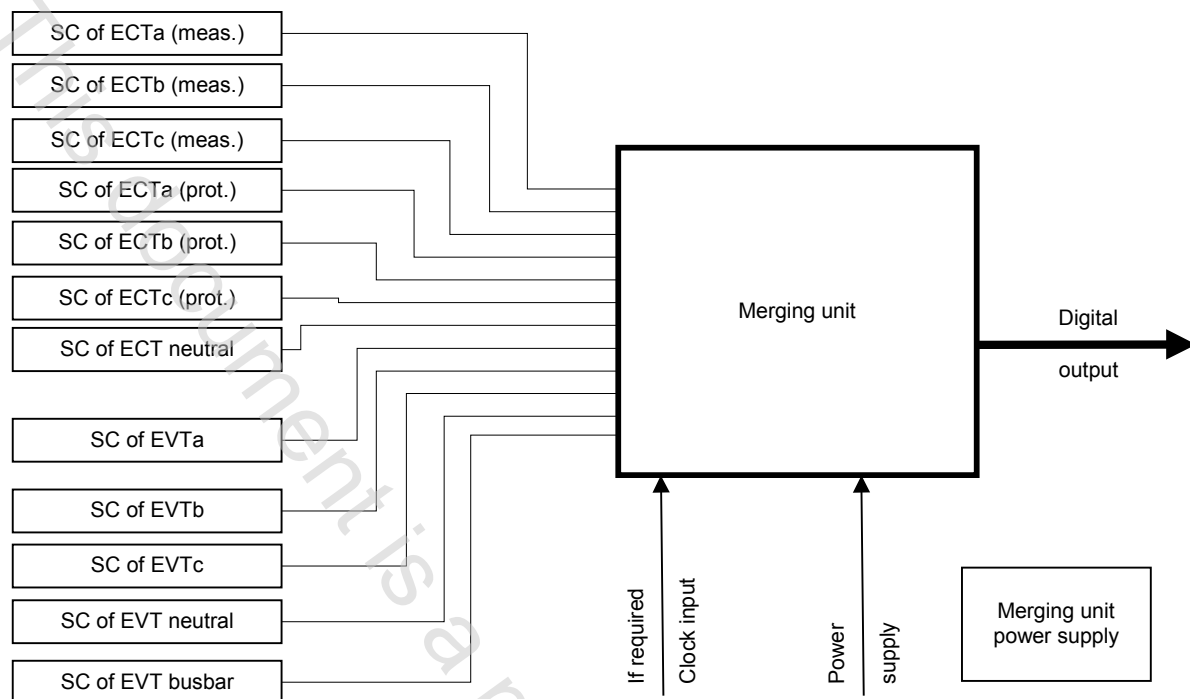 SC of ECTa (meas.)
SC of ECTb (meas.)
SC of ECTc (meas.)
SC of ECTa (prot.)
SC of ECTb (prot.)
SC of ECTc (prot.)
SC of ECT neutral
SC of EVTa
SC of EVTb
SC of EVTc
SC of EVT neutral
SC of EVT busbar
Merging unit
Digital
output
If required
Clock input
Power
supply
Merging unit
power supply
This document is a